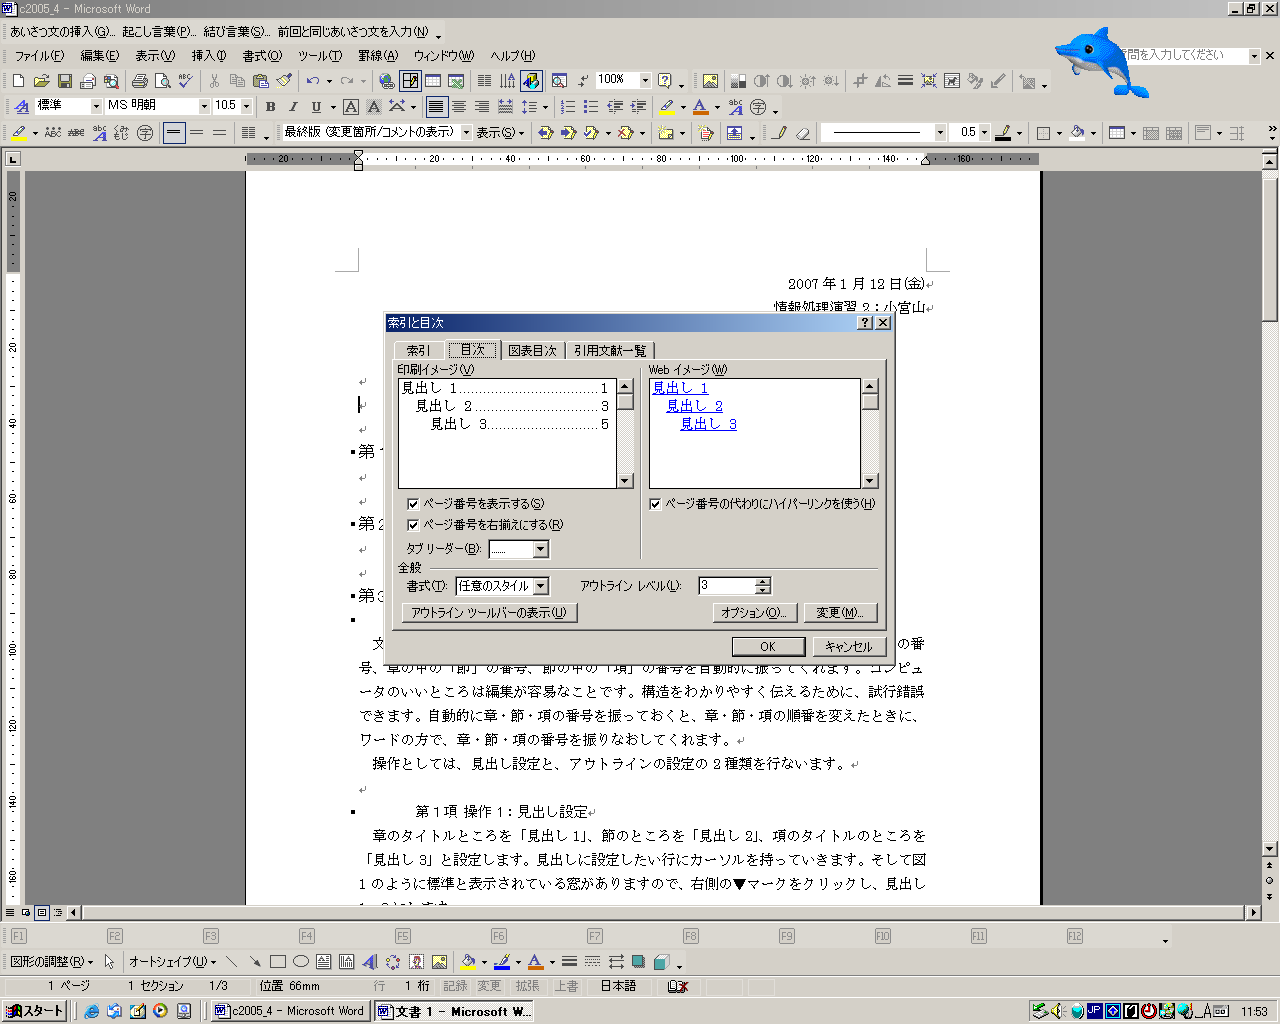 c2005_4 - Microsoft Word
あいさつ文の挿入(G)... 起こし言葉(P)... 結び言葉(S)... 前回と同じあいさつ文を入力(N)
ファイル(F) 編集(E) 表示(V) 挿入(I) 書式(O) ツール(T) 罫線(A) ウィンドウ(W) ヘルプ(H)
質問を入力してください
100%
標準 MS 明朝 10.5
最終版 (変更箇所/コメントの表示) 表示(S) 0.5
20 20 40 60 80 100 120 140 160
2007 年 1 月 12 日(金)
情報処理演習 2：小宮山
索引と目次
索引 目次 図表目次 引用文献一覧
印刷イメージ(V) Web イメージ(W)
見出し 1 1 見出し 1
見出し 2 3 見出し 2
見出し 3 5 見出し 3
ページ番号を表示する(S) ページ番号の代わりにハイパーリンクを使う(H)
ページ番号を右揃えにする(R)
タブ リーダー(B): .......
全般
書式(T): 任意のスタイル アウトライン レベル(L): 3
アウトライン ツールバーの表示(U) オプション(O)... 変更(M)...
OK キャンセル
第 1
第 2
第 3
文 の番
号、章の中の「節」の番号、節の中の「項」の番号を自動的に振ってくれます。コンピュ
ータのいいところは編集が容易なことです。構造をわかりやすく伝えるために、試行錯誤
できます。自動的に章・節・項の番号を振っておくと、章・節・項の順番を変えたときに、
ワードの方で、章・節・項の番号を振りなおしてくれます。
操作としては、見出し設定と、アウトラインの設定の 2 種類を行ないます。
第 1 項 操作 1：見出し設定
章のタイトルところを「見出し 1」、節のところを「見出し 2」、項のタイトルのところを
「見出し 3」と設定します。見出しに設定したい行にカーソルを持っていきます。そして図
1 のように標準と表示されている窓がありますので、右側の▼マークをクリックし、見出し
F1 F2 F3 F4 F5 F6 F7 F8 F9 F10 F11 F12
図形の調整(R) オートシェイプ(U)
1 ページ 1 セクション 1/3 位置 66mm 行 1 桁 記録 変更 拡張 上書 日本語
スタート c2005_4 - Microsoft Word 文書 1 - Microsoft W... JP 11:53